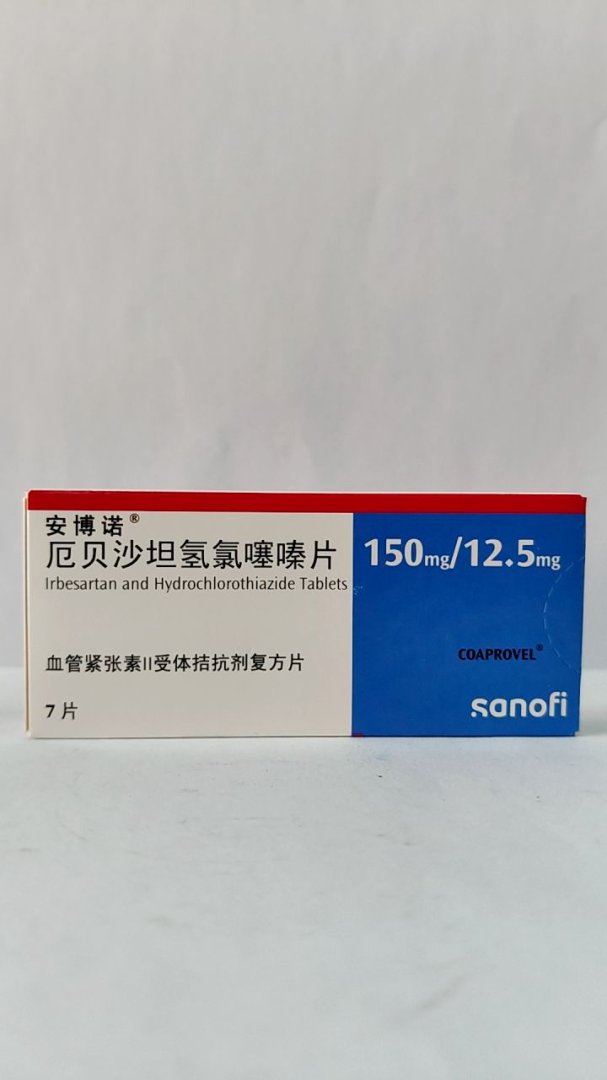 安博诺®
厄贝沙坦氢氯噻嗪片
Irbesartan and Hydrochlorothiazide Tablets
150mg/12.5mg
血管紧张素II受体拮抗剂复方片
7片
COAPROVEL®
sanofi